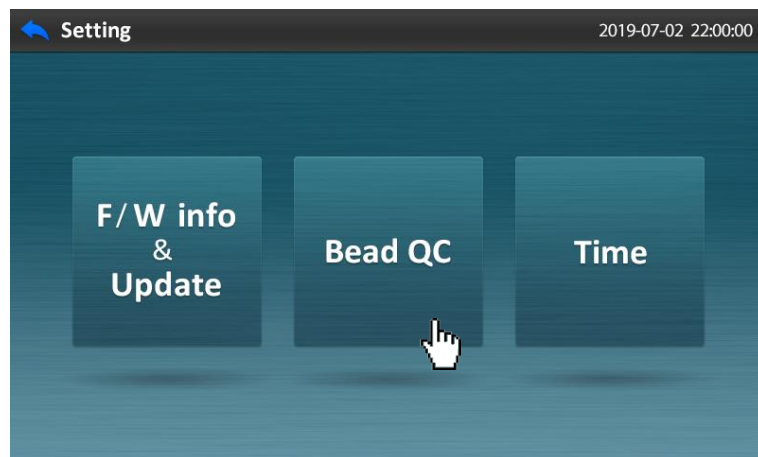 Setting
2019-07-02 22:00:00
F/W info
&
Update
Bead QC
Time